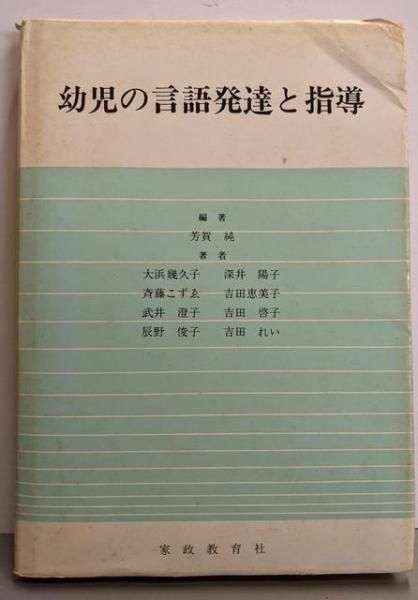 幼児の言語発達と指導
編著
芳賀 純
著者
大浜幾久子 深井 陽子
斉藤こずゑ 吉田恵美子
武井 澄子 吉田 啓子
辰野 俊子 吉田 れい
家政教育社